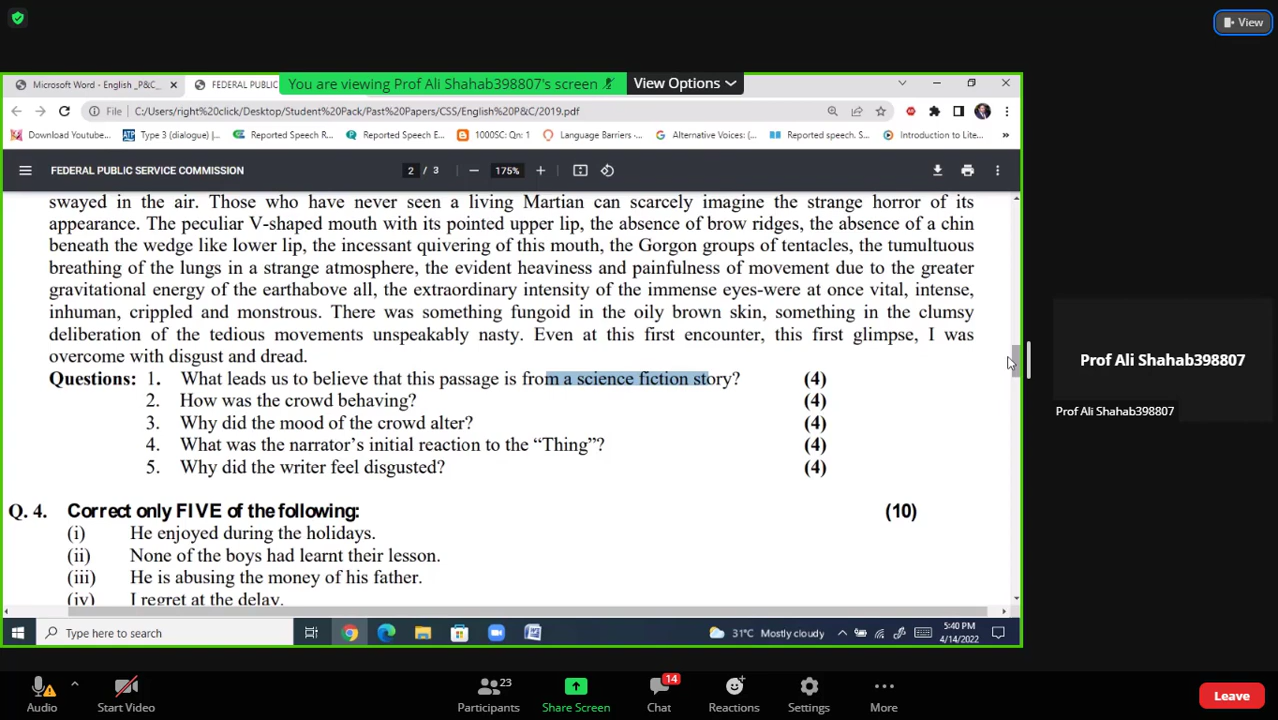 View
Microsoft Word - English _P&C_
FEDERAL PUBLIC
You are viewing Prof Ali Shahab398807's screen
View Options
File
C:/Users/right%20click/Desktop/Student%20Pack/Past%20Papers/CSS/English%20P&C/2019.pdf
Download Youtube...
Type 3 (dialogue) |...
Reported Speech R...
Reported Speech E...
1000SC: Qn: 1
Language Barriers -...
Alternative Voices: (...
Reported speech. S...
Introduction to Lite...
»
FEDERAL PUBLIC SERVICE COMMISSION
2 / 3
175%
swayed in the air. Those who have never seen a living Martian can scarcely imagine the strange horror of its
appearance. The peculiar V-shaped mouth with its pointed upper lip, the absence of brow ridges, the absence of a chin
beneath the wedge like lower lip, the incessant quivering of this mouth, the Gorgon groups of tentacles, the tumultuous
breathing of the lungs in a strange atmosphere, the evident heaviness and painfulness of movement due to the greater
gravitational energy of the earthabove all, the extraordinary intensity of the immense eyes-were at once vital, intense,
inhuman, crippled and monstrous. There was something fungoid in the oily brown skin, something in the clumsy
deliberation of the tedious movements unspeakably nasty. Even at this first encounter, this first glimpse, I was
overcome with disgust and dread.
Questions: 1. What leads us to believe that this passage is from a science fiction story? (4)
2. How was the crowd behaving? (4)
3. Why did the mood of the crowd alter? (4)
4. What was the narrator's initial reaction to the “Thing”? (4)
5. Why did the writer feel disgusted? (4)
Q. 4. Correct only FIVE of the following: (10)
(i) He enjoyed during the holidays.
(ii) None of the boys had learnt their lesson.
(iii) He is abusing the money of his father.
(iv) I regret at the delay.
Prof Ali Shahab398807
Prof Ali Shahab398807
Type here to search
31°C Mostly cloudy
5:40 PM
4/14/2022
Audio
Start Video
23
Participants
Share Screen
14
Chat
Reactions
Settings
More
Leave